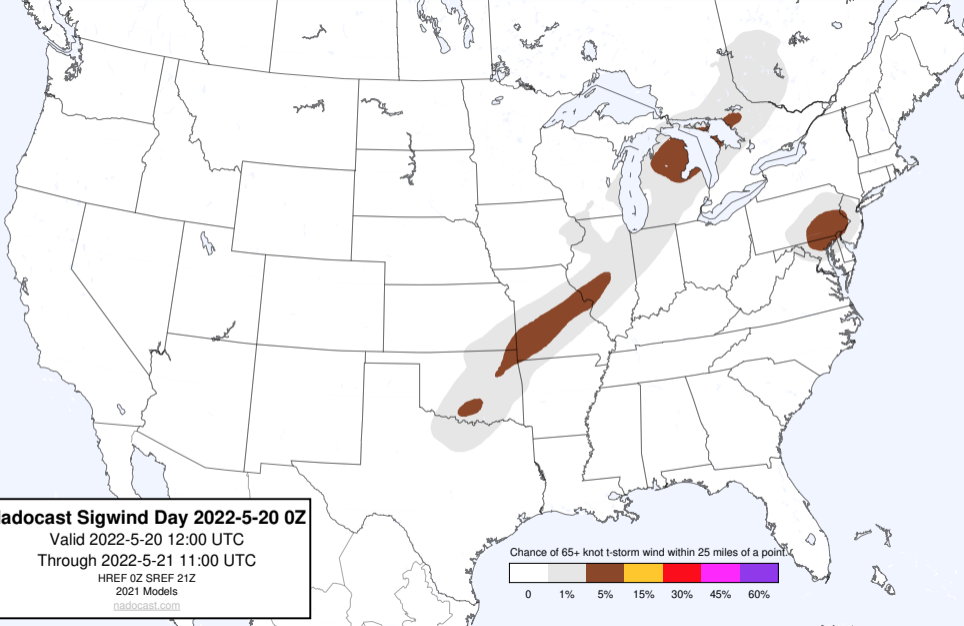 adocast Sigwind Day 2022-5-20 0Z
Valid 2022-5-20 12:00 UTC
Through 2022-5-21 11:00 UTC
HREF 0Z SREF 21Z
2021 Models
nadocast.com
Chance of 65+ knot t-storm wind within 25 miles of a point.
0 1% 5% 15% 30% 45% 60%